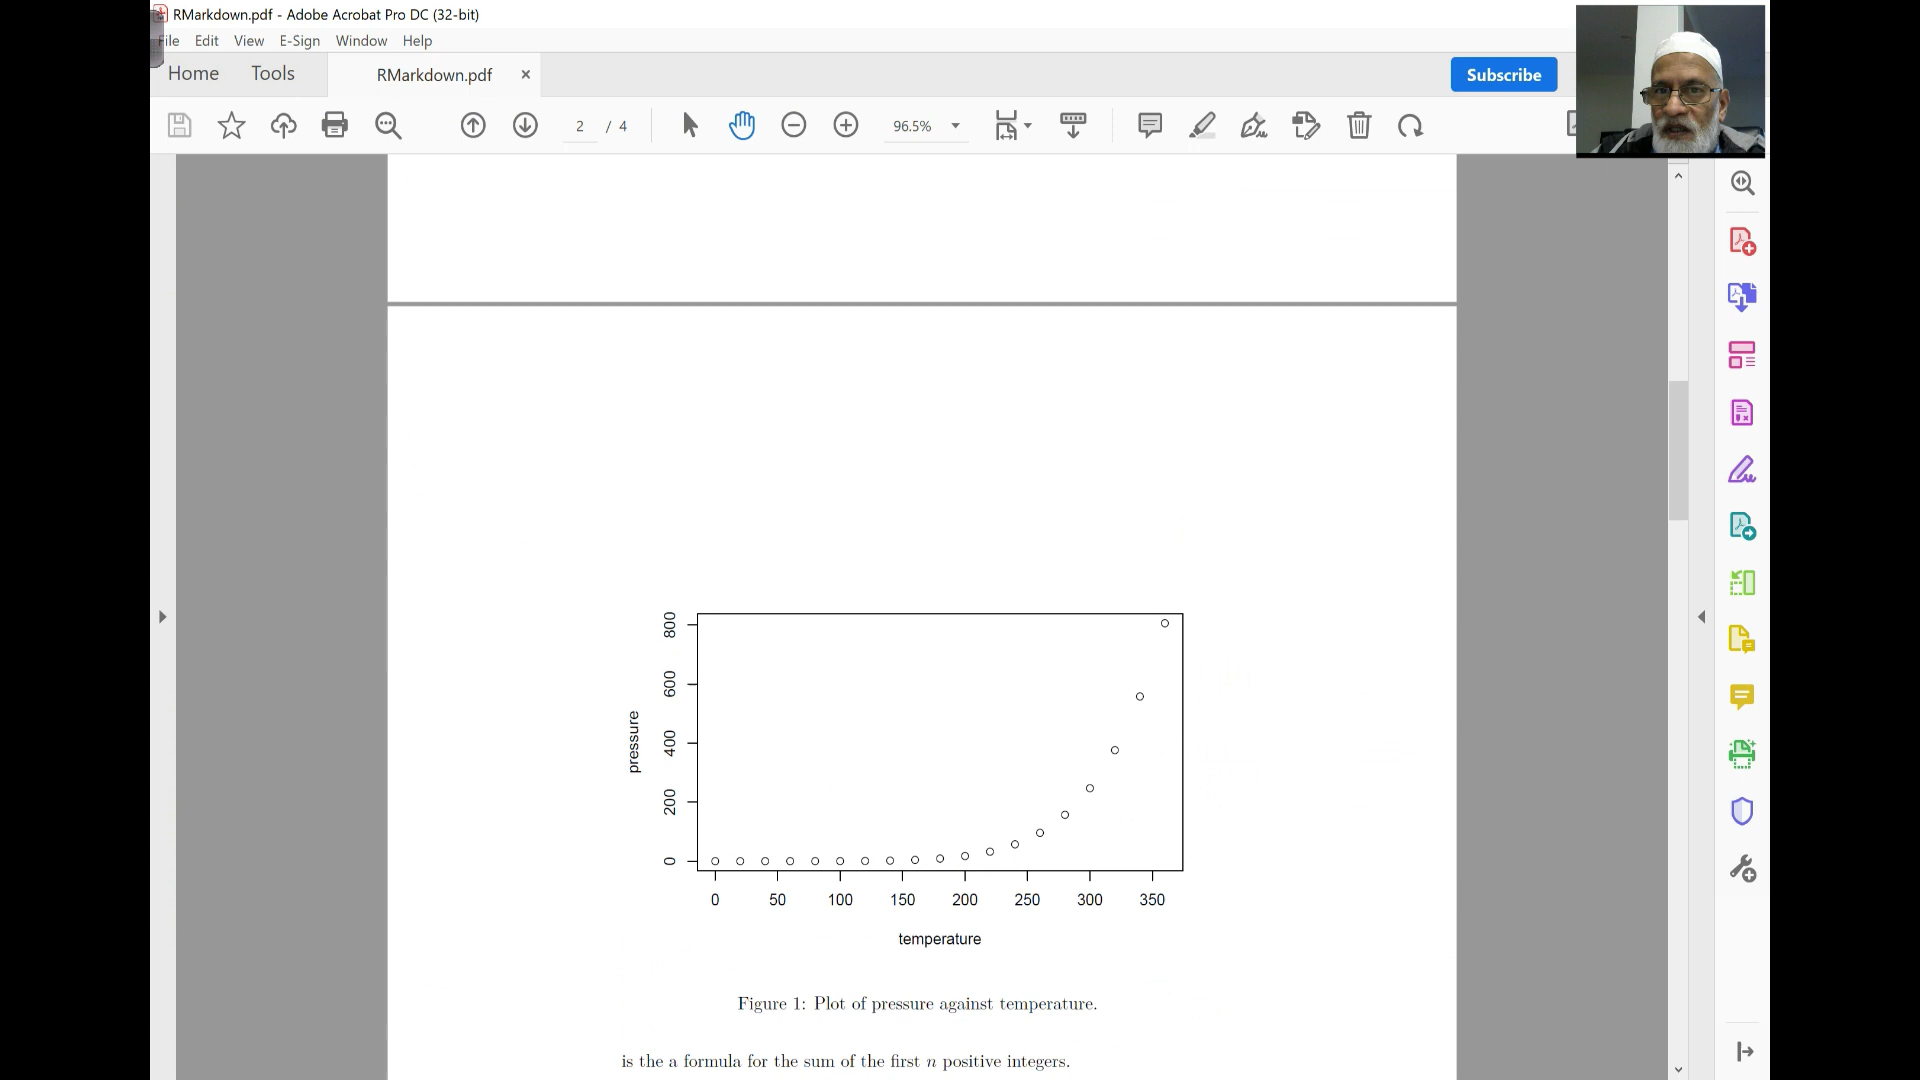 RMarkdown.pdf - Adobe Acrobat Pro DC (32-bit)
File Edit View E-Sign Window Help
Home Tools RMarkdown.pdf × Subscribe
2 / 4 96.5%
800
600
400
200
0
pressure
0 50 100 150 200 250 300 350
temperature
Figure 1: Plot of pressure against temperature.
is the a formula for the sum of the first n positive integers.